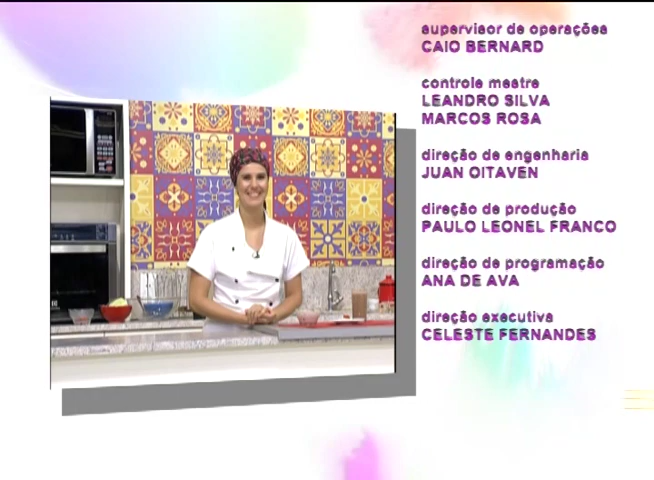 supervisor de operações
CAIO BERNARD
controle mestre
LEANDRO SILVA
MARCOS ROSA
direção de engenharia
JUAN OITAVEN
direção de produção
PAULO LEONEL FRANCO
direção de programação
ANA DE AVA
direção executiva
CELESTE FERNANDES